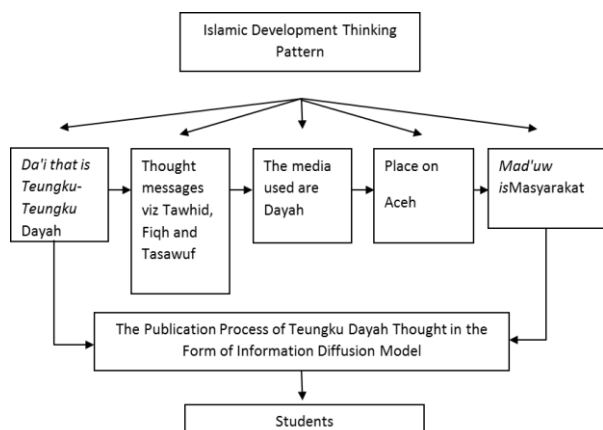 Islamic Development Thinking
Pattern
Da'i that is
Teungku-
Teungku
Dayah
Thought
messages
viz Tawhid,
Fiqh and
Tasawuf
The media
used are
Dayah
Place on
Aceh
Mad'uw
isMasyarakat
The Publication Process of Teungku Dayah Thought in the
Form of Information Diffusion Model
Students